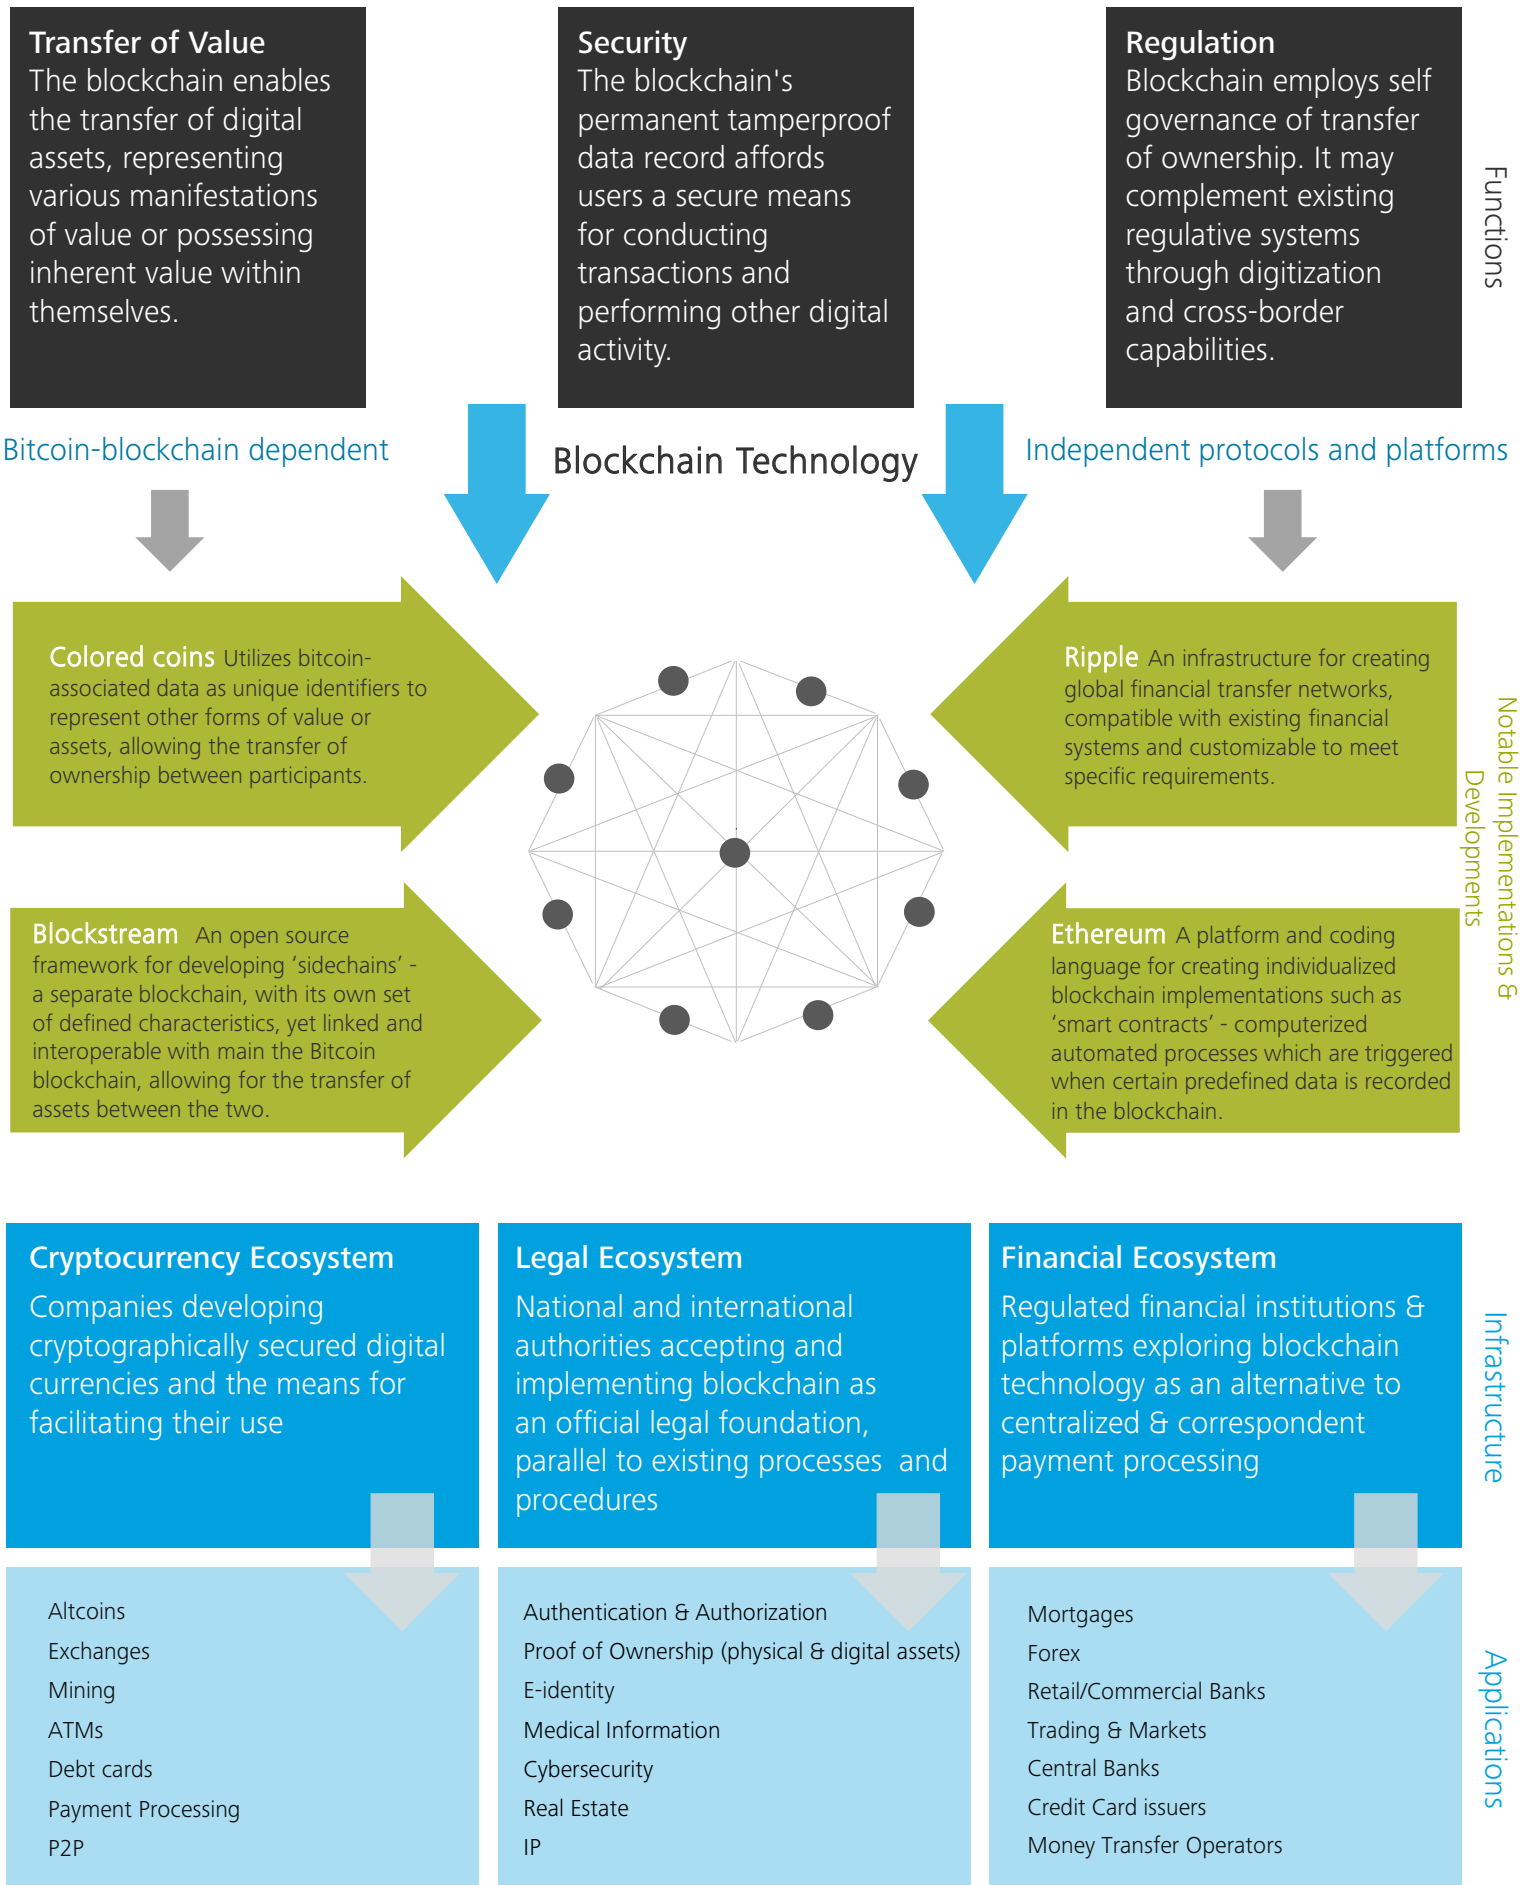 Transfer of Value
The blockchain enables
the transfer of digital
assets, representing
various manifestations
of value or possessing
inherent value within
themselves.
Security
The blockchain's
permanent tamperproof
data record affords
users a secure means
for conducting
transactions and
performing other digital
activity.
Regulation
Blockchain employs self
governance of transfer
of ownership. It may
complement existing
regulative systems
through digitization
and cross-border
capabilities.
Functions
Bitcoin-blockchain dependent
Blockchain Technology
Independent protocols and platforms
Colored coins Utilizes bitcoin-
associated data as unique identifiers to
represent other forms of value or
assets, allowing the transfer of
ownership between participants.
Ripple An infrastructure for creating
global financial transfer networks,
compatible with existing financial
systems and customizable to meet
specific requirements.
Blockstream An open source
framework for developing ‘sidechains’ -
a separate blockchain, with its own set
of defined characteristics, yet linked and
interoperable with main the Bitcoin
blockchain, allowing for the transfer of
assets between the two.
Ethereum A platform and coding
language for creating individualized
blockchain implementations such as
‘smart contracts’ - computerized
automated processes which are triggered
when certain predefined data is recorded
in the blockchain.
Notable Implementations &
Developments
Cryptocurrency Ecosystem
Companies developing
cryptographically secured digital
currencies and the means for
facilitating their use
Legal Ecosystem
National and international
authorities accepting and
implementing blockchain as
an official legal foundation,
parallel to existing processes and
procedures
Financial Ecosystem
Regulated financial institutions &
platforms exploring blockchain
technology as an alternative to
centralized & correspondent
payment processing
Infrastructure
Altcoins
Exchanges
Mining
ATMs
Debt cards
Payment Processing
P2P
Authentication & Authorization
Proof of Ownership (physical & digital assets)
E-identity
Medical Information
Cybersecurity
Real Estate
IP
Mortgages
Forex
Retail/Commercial Banks
Trading & Markets
Central Banks
Credit Card issuers
Money Transfer Operators
Applications